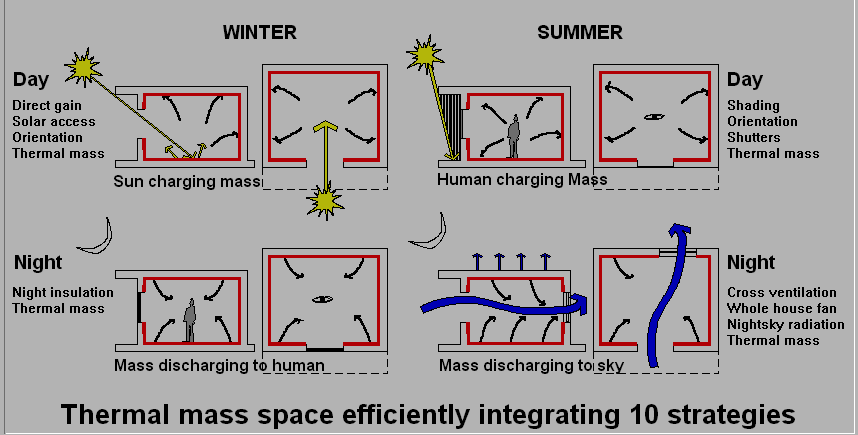 WINTER
SUMMER
Day
Direct gain
Solar access
Orientation
Thermal mass
Sun charging mass
Human charging Mass
Day
Shading
Orientation
Shutters
Thermal mass
Night
Night insulation
Thermal mass
Mass discharging to human
Mass discharging to sky
Night
Cross ventilation
Whole house fan
Nightsky radiation
Thermal mass
Thermal mass space efficiently integrating 10 strategies